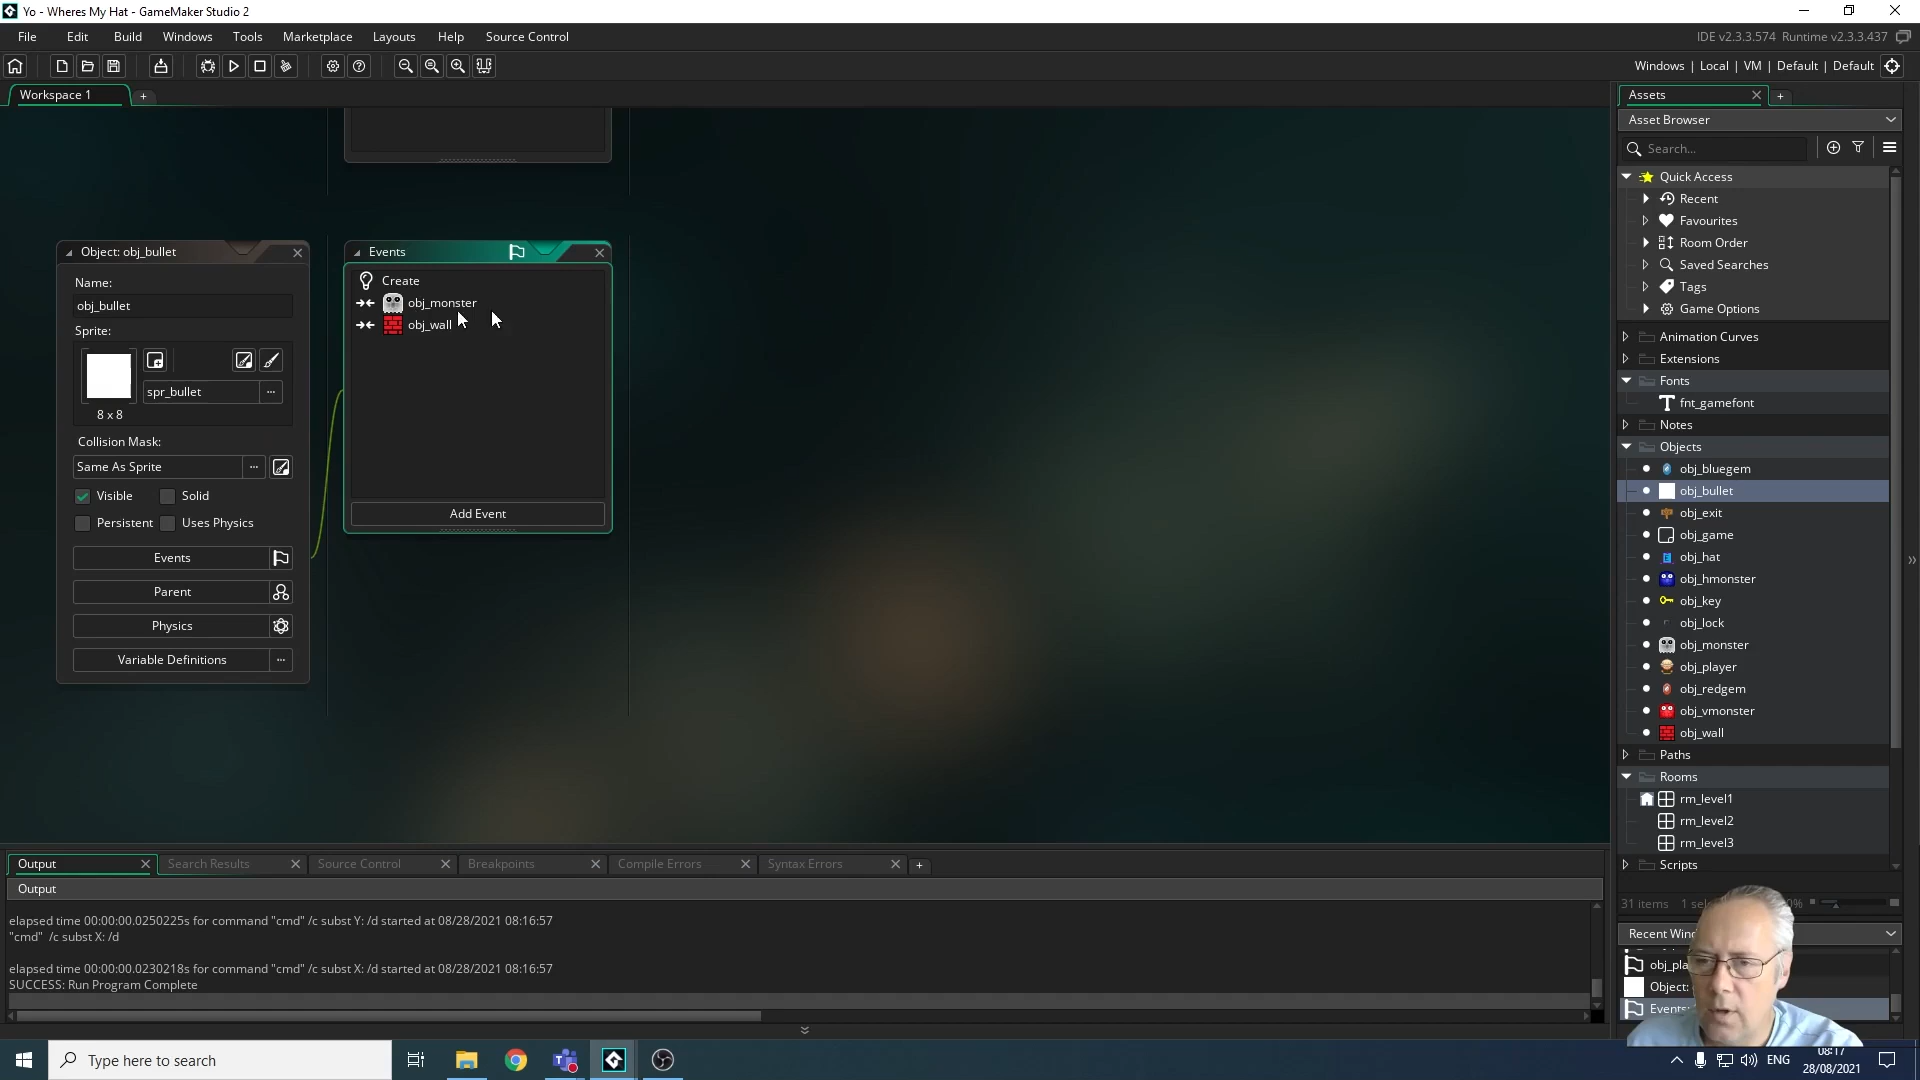 Yo - Wheres My Hat - GameMaker Studio 2
File Edit Build Windows Tools Marketplace Layouts Help Source Control
IDE v2.3.3.574 Runtime v2.3.3.437
Windows | Local | VM | Default | Default
Workspace 1
Object: obj_bullet
Name:
obj_bullet
Sprite:
spr_bullet
8 x 8
Collision Mask:
Same As Sprite
Visible Solid
Persistent Uses Physics
Events
Parent
Physics
Variable Definitions
Events
Create
obj_monster
obj_wall
Add Event
Assets
Asset Browser
Search...
Quick Access
Recent
Favourites
Room Order
Saved Searches
Tags
Game Options
Animation Curves
Extensions
Fonts
fnt_gamefont
Notes
Objects
obj_bluegem
obj_bullet
obj_exit
obj_game
obj_hat
obj_hmonster
obj_key
obj_lock
obj_monster
obj_player
obj_redgem
obj_vmonster
obj_wall
Paths
Rooms
rm_level1
rm_level2
rm_level3
Scripts
31 items 1
Recent
Object:
Events:
Output Search Results Source Control Breakpoints Compile Errors Syntax Errors
Output
elapsed time 00:00:00.0250225s for command "cmd" /c subst Y: /d started at 08/28/2021 08:16:57
"cmd" /c subst X: /d
elapsed time 00:00:00.0230218s for command "cmd" /c subst X: /d started at 08/28/2021 08:16:57
SUCCESS: Run Program Complete
Type here to search
ENG
08:17
28/08/2021